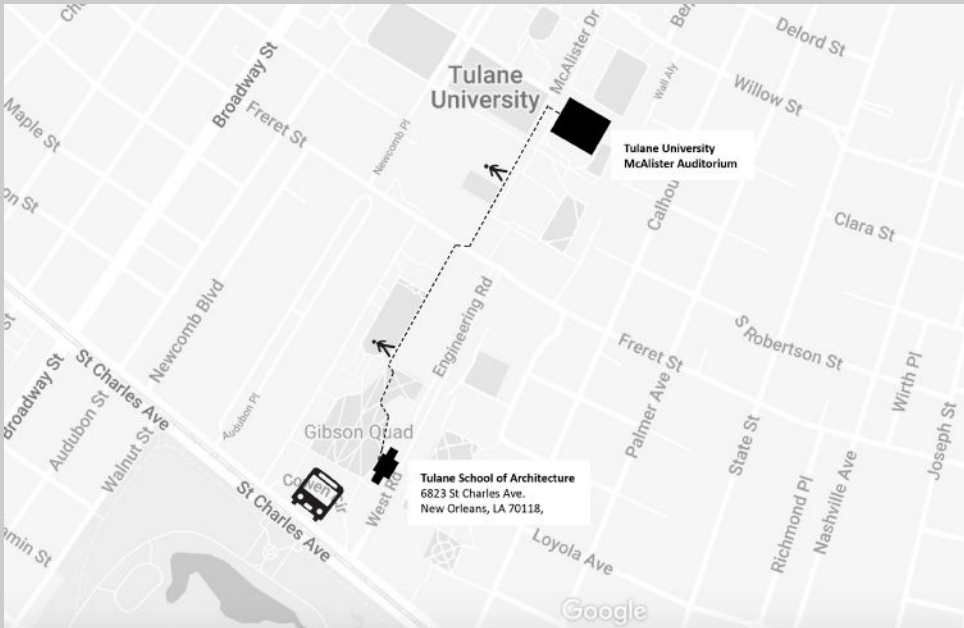 McAlister Dr
Delord St
Broadway St
Wall Aly
Willow St
Tulane
University
Maple St
Freret St
Newcomb Pl
Tulane University
McAlister Auditorium
Clara St
Newcomb Blvd
Engineering Rd
S Robertson St
Freret St
St Charles Ave
Wirth Pl
Broadway St
Audubon St
Walnut St
Audubon Pl
Palmer Ave
State St
Joseph St
Gibson Quad
Nashville Ave
Richmond Pl
St Charles Ave
West Rd
Tulane School of Architecture
6823 St Charles Ave.
New Orleans, LA 70118,
Loyola Ave
Google